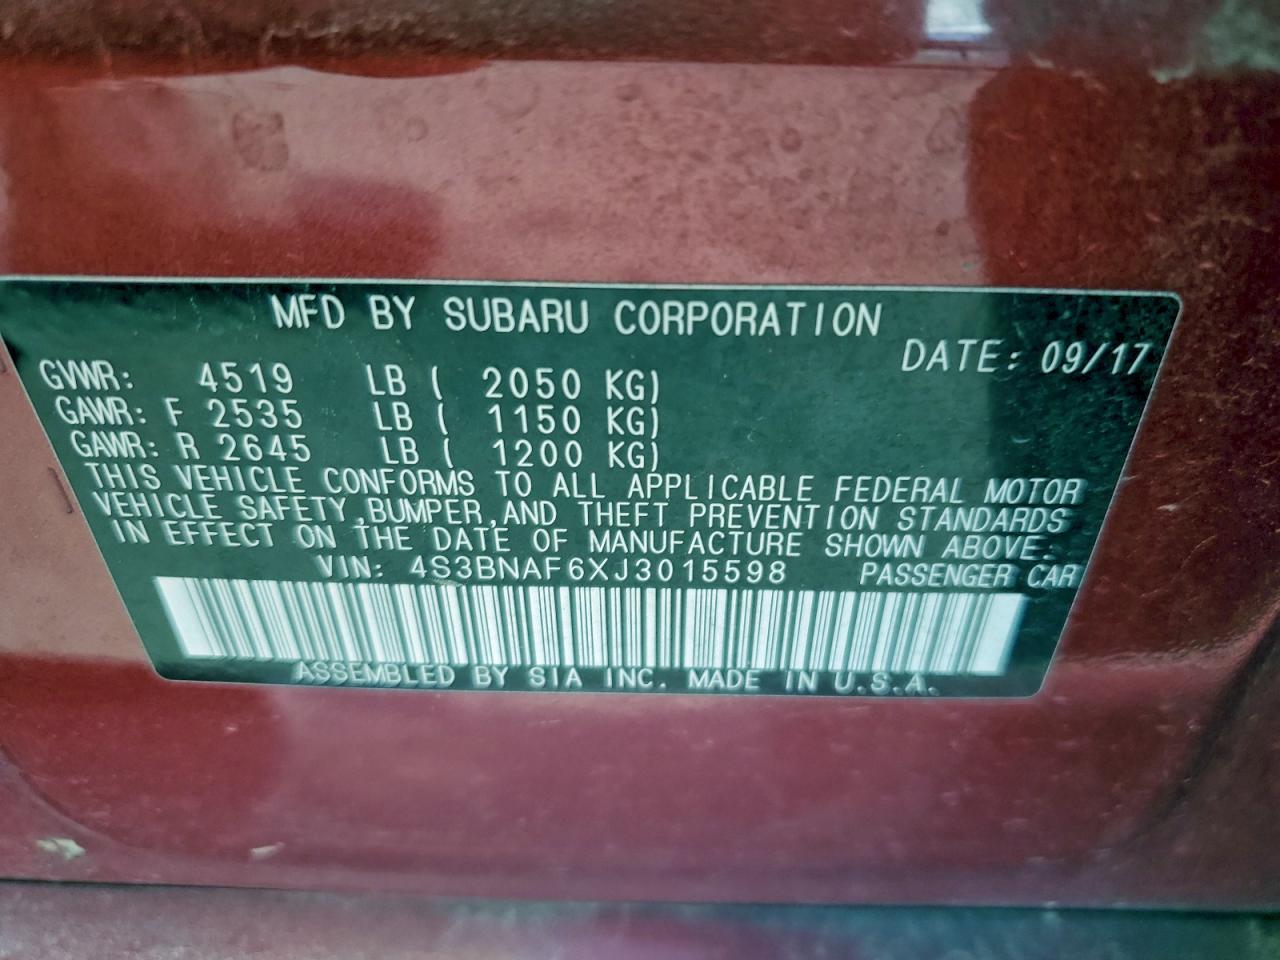 MFD BY SUBARU CORPORATION
DATE: 09/17
GVWR: 4519 LB ( 2050 KG)
GAWR: F 2535 LB ( 1150 KG)
GAWR: R 2645 LB ( 1200 KG)
THIS VEHICLE CONFORMS TO ALL APPLICABLE FEDERAL MOTOR
VEHICLE SAFETY,BUMPER,AND THEFT PREVENTION STANDARDS
IN EFFECT ON THE DATE OF MANUFACTURE SHOWN ABOVE.
VIN: 4S3BNAF6XJ3015598 PASSENGER CAR
ASSEMBLED BY SIA INC. MADE IN U.S.A.